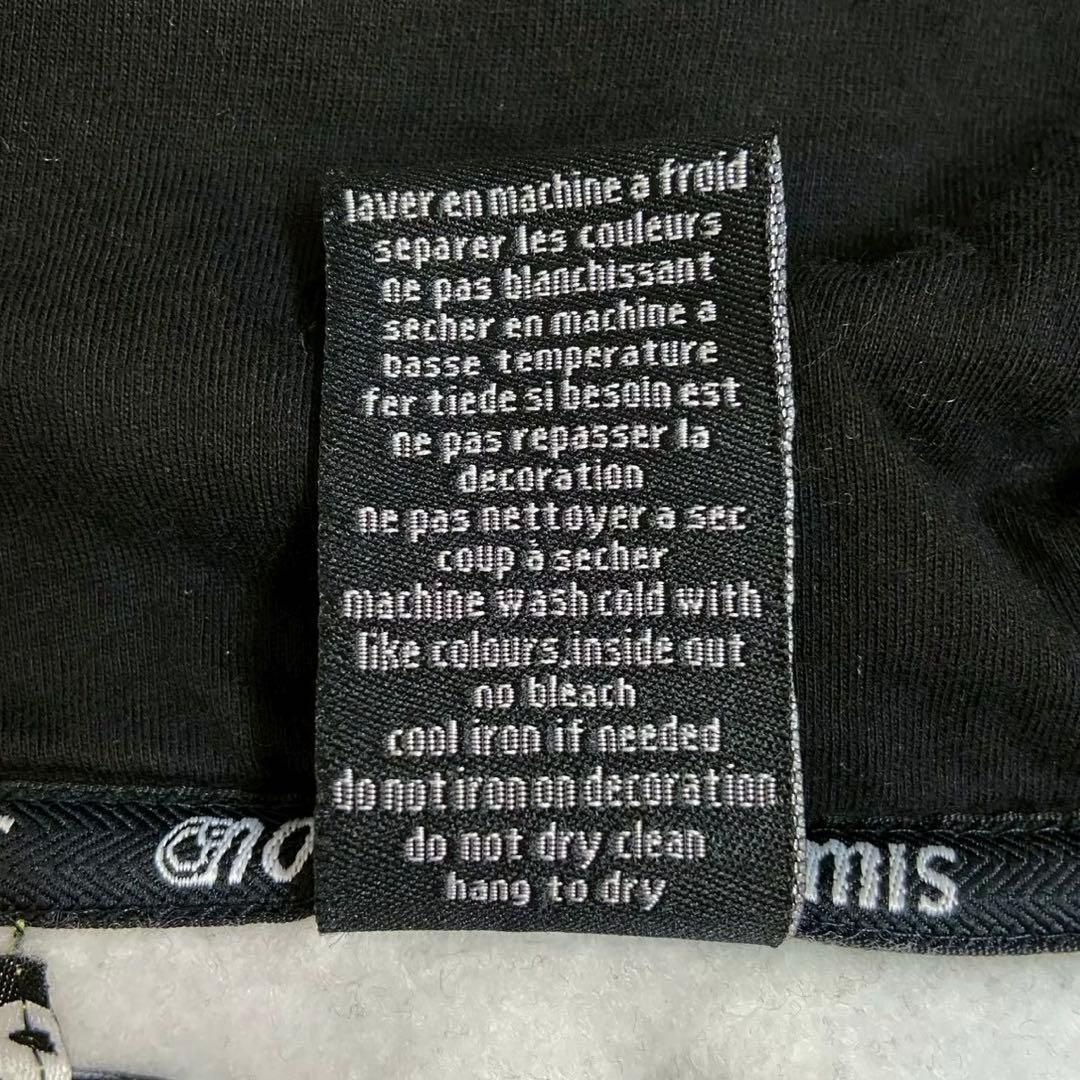 laver en machine a froid
separer les couleurs
ne pas blanchissant
secher en machine a
basse temperature
fer tiede si besoin est
ne pas repasser la
decoration
ne pas nettoyer a sec
coup à secher
machine wash cold with
like colours,inside out
no bleach
cool iron if needed
do not iron on decoration
do not dry clean
hang to dry